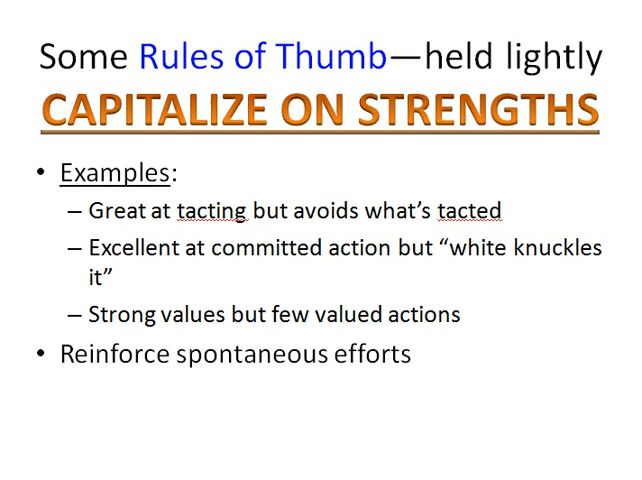 Some Rules of Thumb—held lightly
CAPITALIZE ON STRENGTHS
• Examples:
– Great at tacting but avoids what's tacted
– Excellent at committed action but “white knuckles
it”
– Strong values but few valued actions
• Reinforce spontaneous efforts